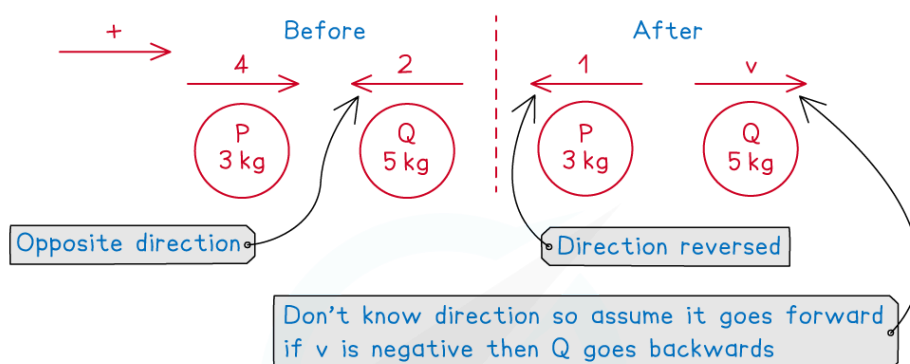 +
Before
After
4
2
1
v
P
3 kg
Q
5 kg
P
3 kg
Q
5 kg
Opposite direction
Direction reversed
Don't know direction so assume it goes forward
if v is negative then Q goes backwards